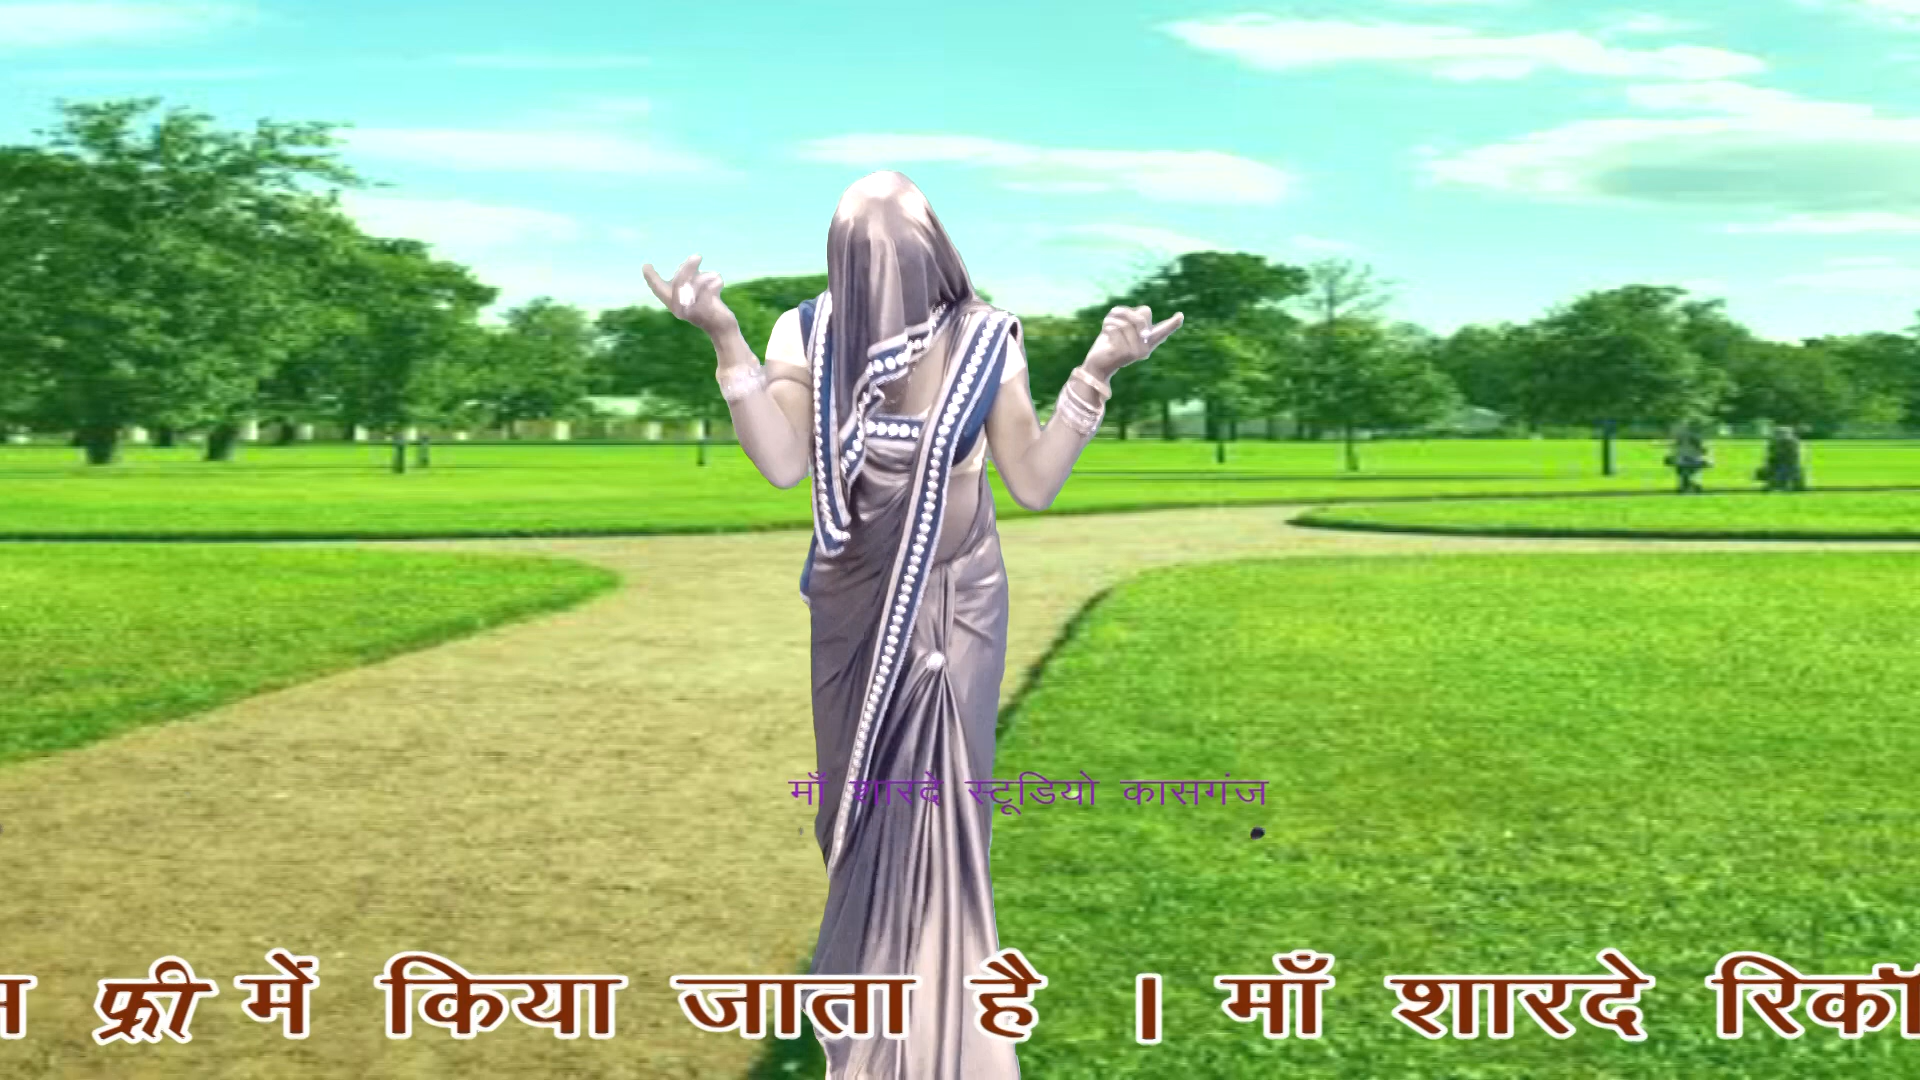 माँ शारदे स्टूडियो कासगंज
फ्री में किया जाता है । माँ शारदे